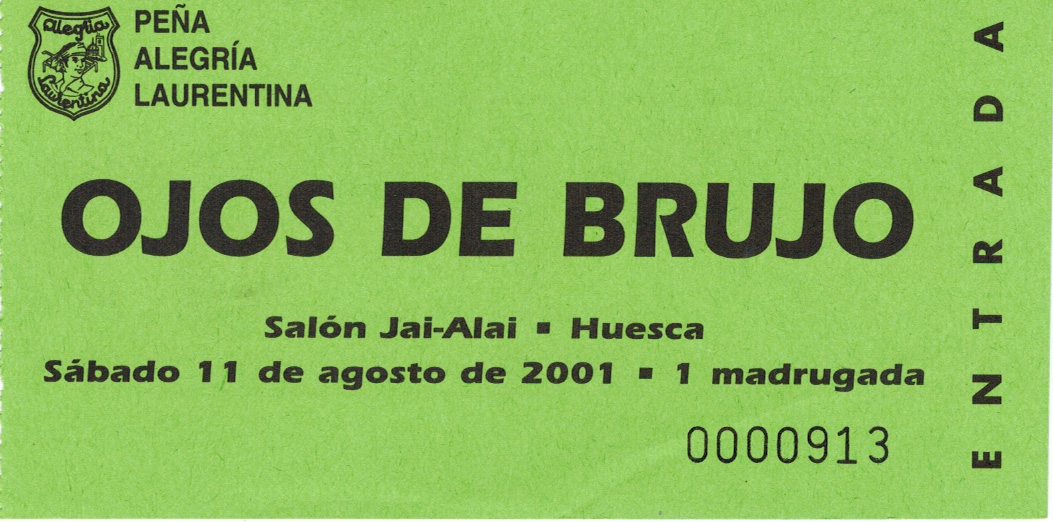 Alegría
Laurentina
PEÑA
ALEGRÍA
LAURENTINA
OJOS DE BRUJO
Salón Jai-Alai ▪ Huesca
Sábado 11 de agosto de 2001 ▪ 1 madrugada
0000913
ENTRADA